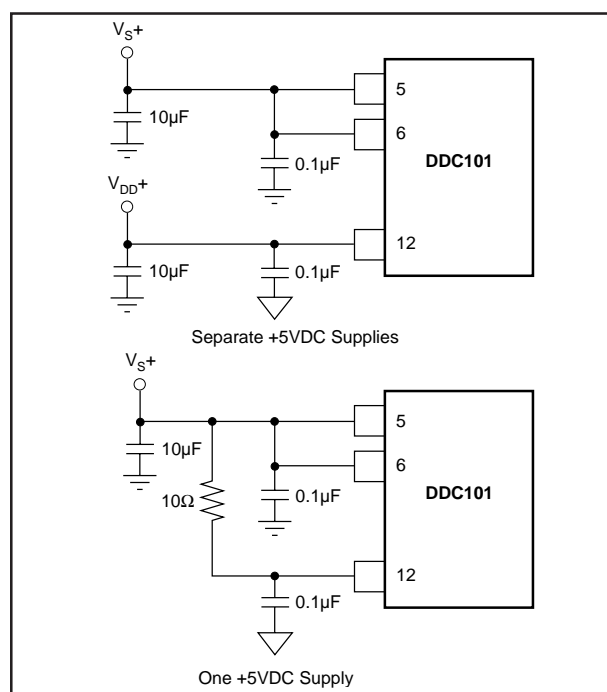 V_S+
10µF
5
6
DDC101
0.1µF
V_DD+
10µF
0.1µF
12
Separate +5VDC Supplies
V_S+
10µF
5
6
DDC101
10Ω
0.1µF
12
0.1µF
One +5VDC Supply